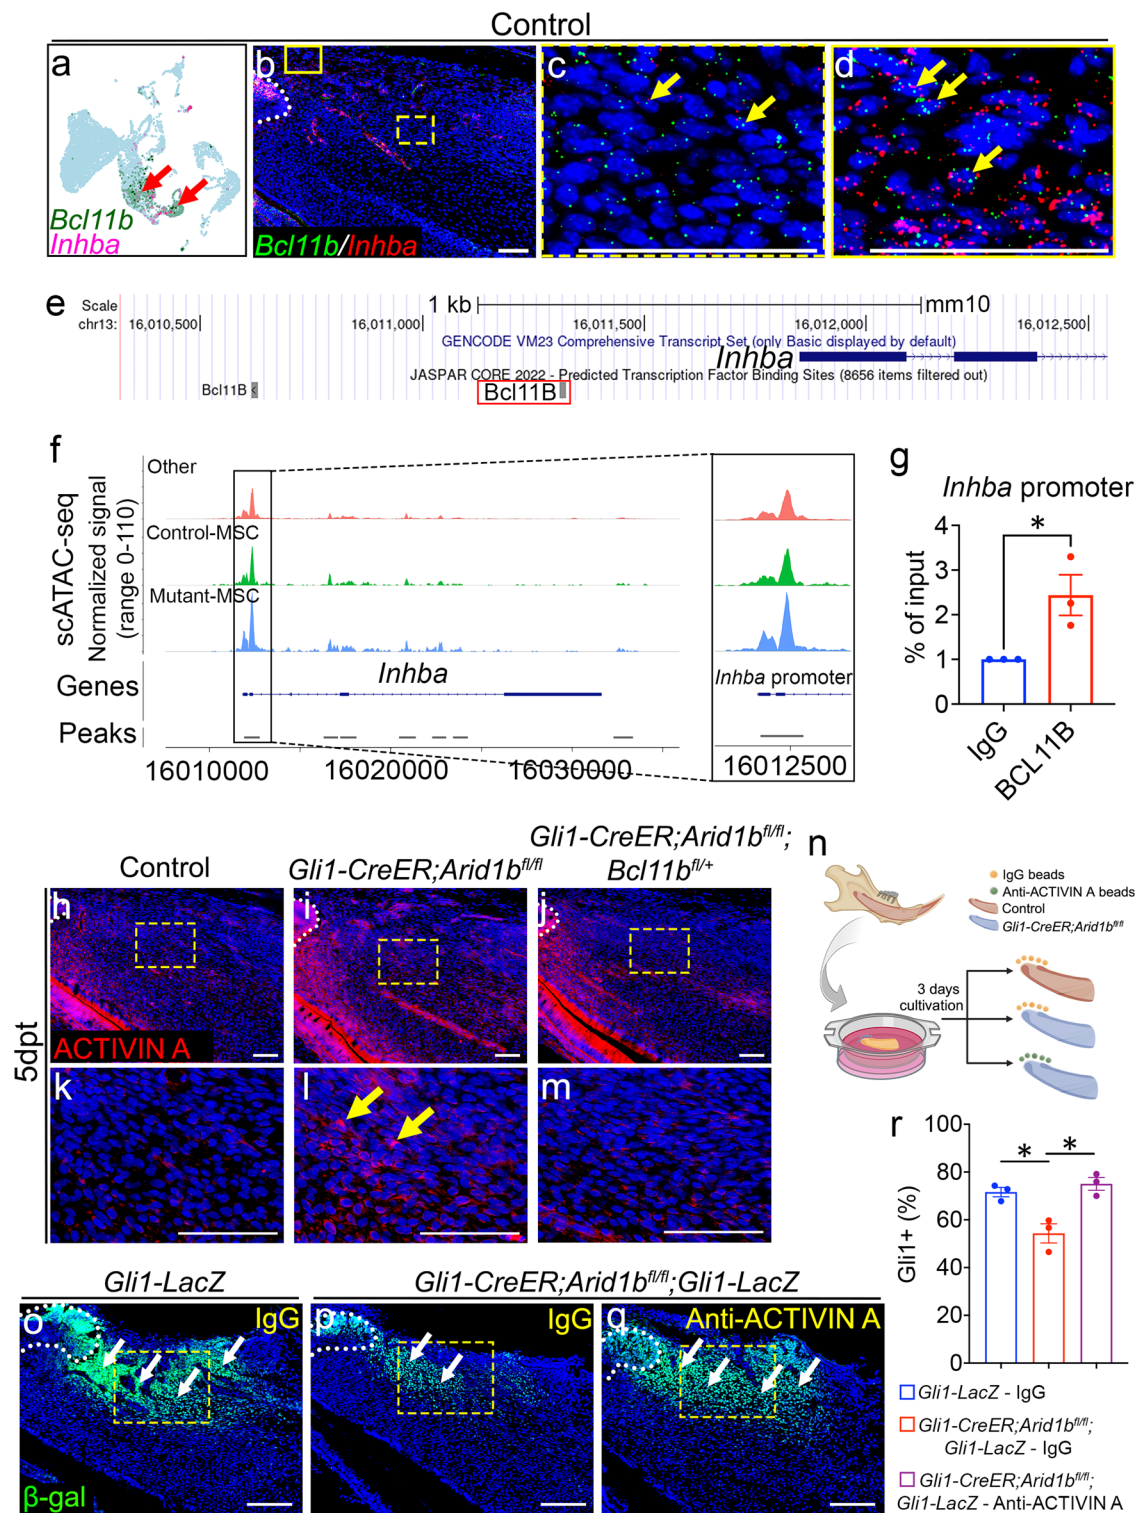 Control
a
Bcl11b
Inhba
b
Bcl11b/Inhba
c
d
e
Scale
1 kb
mm10
chr13:
16,010,500
16,011,000
16,011,500
16,012,000
16,012,500
GENCODE VM23 Comprehensive Transcript Set (only Basic displayed by default)
Inhba
JASPAR CORE 2022 - Predicted Transcription Factor Binding Sites (8656 items filtered out)
Bcl11B
Bcl11B
f
scATAC-seq
Normalized signal
(range 0-110)
Other
Control-MSC
Mutant-MSC
Genes
Inhba
Inhba promoter
Peaks
16010000
16020000
16030000
16012500
g
Inhba promoter
% of input
4
3
2
1
0
*
IgG
BCL11B
5dpt
Control
Gli1-CreER;Arid1bfl/fl
Gli1-CreER;Arid1bfl/fl;
Bcl11bfl/+
h
ACTIVIN A
i
j
k
l
m
n
IgG beads
Anti-ACTIVIN A beads
Control
Gli1-CreER;Arid1bfl/fl
3 days
cultivation
Gli1-LacZ
Gli1-CreER;Arid1bfl/fl;Gli1-LacZ
o
IgG
β-gal
p
IgG
q
Anti-ACTIVIN A
r
Gli1+ (%)
100
80
60
40
20
0
*
*
Gli1-LacZ - IgG
Gli1-CreER;Arid1bfl/fl;
Gli1-LacZ - IgG
Gli1-CreER;Arid1bfl/fl;
Gli1-LacZ - Anti-ACTIVIN A